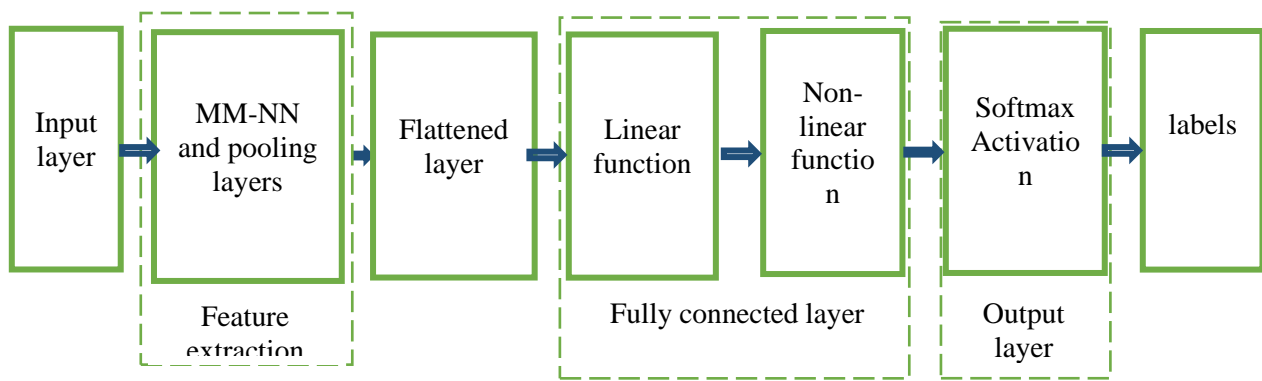 Input
layer
MM-NN
and pooling
layers
Flattened
layer
Linear
function
Non-
linear
functio
n
Softmax
Activatio
n
labels
Feature
extraction
Fully connected layer
Output
layer